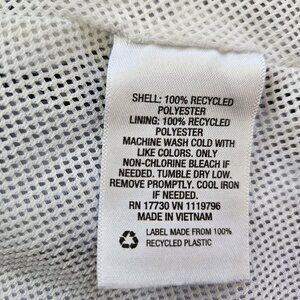 SHELL: 100% RECYCLED
POLYESTER
LINING: 100% RECYCLED
POLYESTER
MACHINE WASH COLD WITH
LIKE COLORS. ONLY
NON-CHLORINE BLEACH IF
NEEDED. TUMBLE DRY LOW.
REMOVE PROMPTLY. COOL IRON
IF NEEDED.
RN 17730 VN 1119796
MADE IN VIETNAM
LABEL MADE FROM 100%
RECYCLED PLASTIC